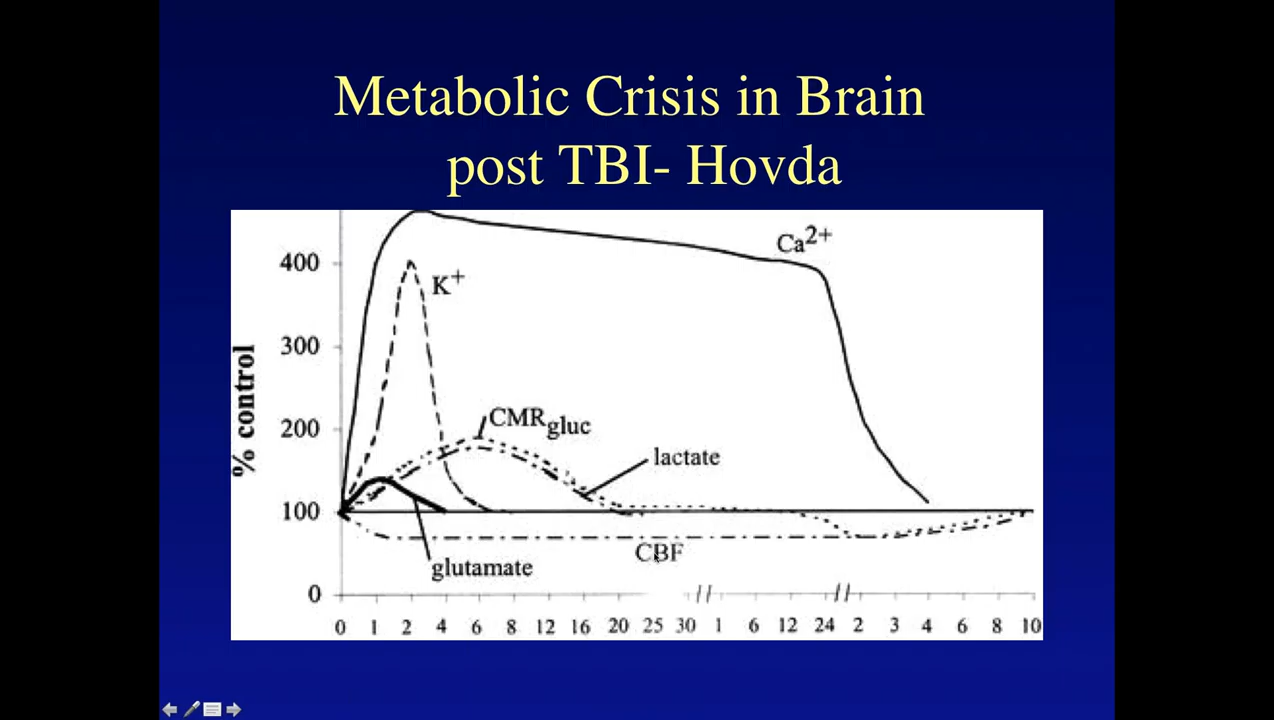 Metabolic Crisis in Brain
post TBI- Hovda
Ca2+
400
K+
300
% control
CMRgluc
200
lactate
100
CBF
glutamate
0
0 1 2 4 6 8 12 16 20 25 30 1 6 12 24 2 3 4 6 8 10